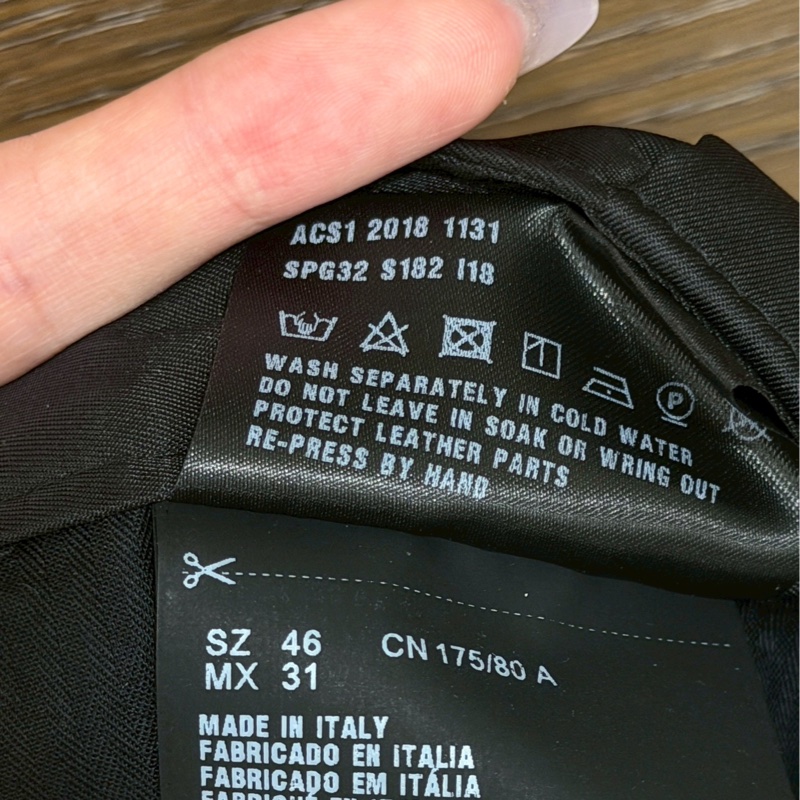 ACS1 2018 1131
SPG32 S182 I18
P
WASH SEPARATELY IN COLD WATER
DO NOT LEAVE IN SOAK OR WRING OUT
PROTECT LEATHER PARTS
RE-PRESS BY HAND
SZ 46 CN 175/80 A
MX 31
MADE IN ITALY
FABRICADO EN ITALIA
FABRICADO EM ITÁLIA